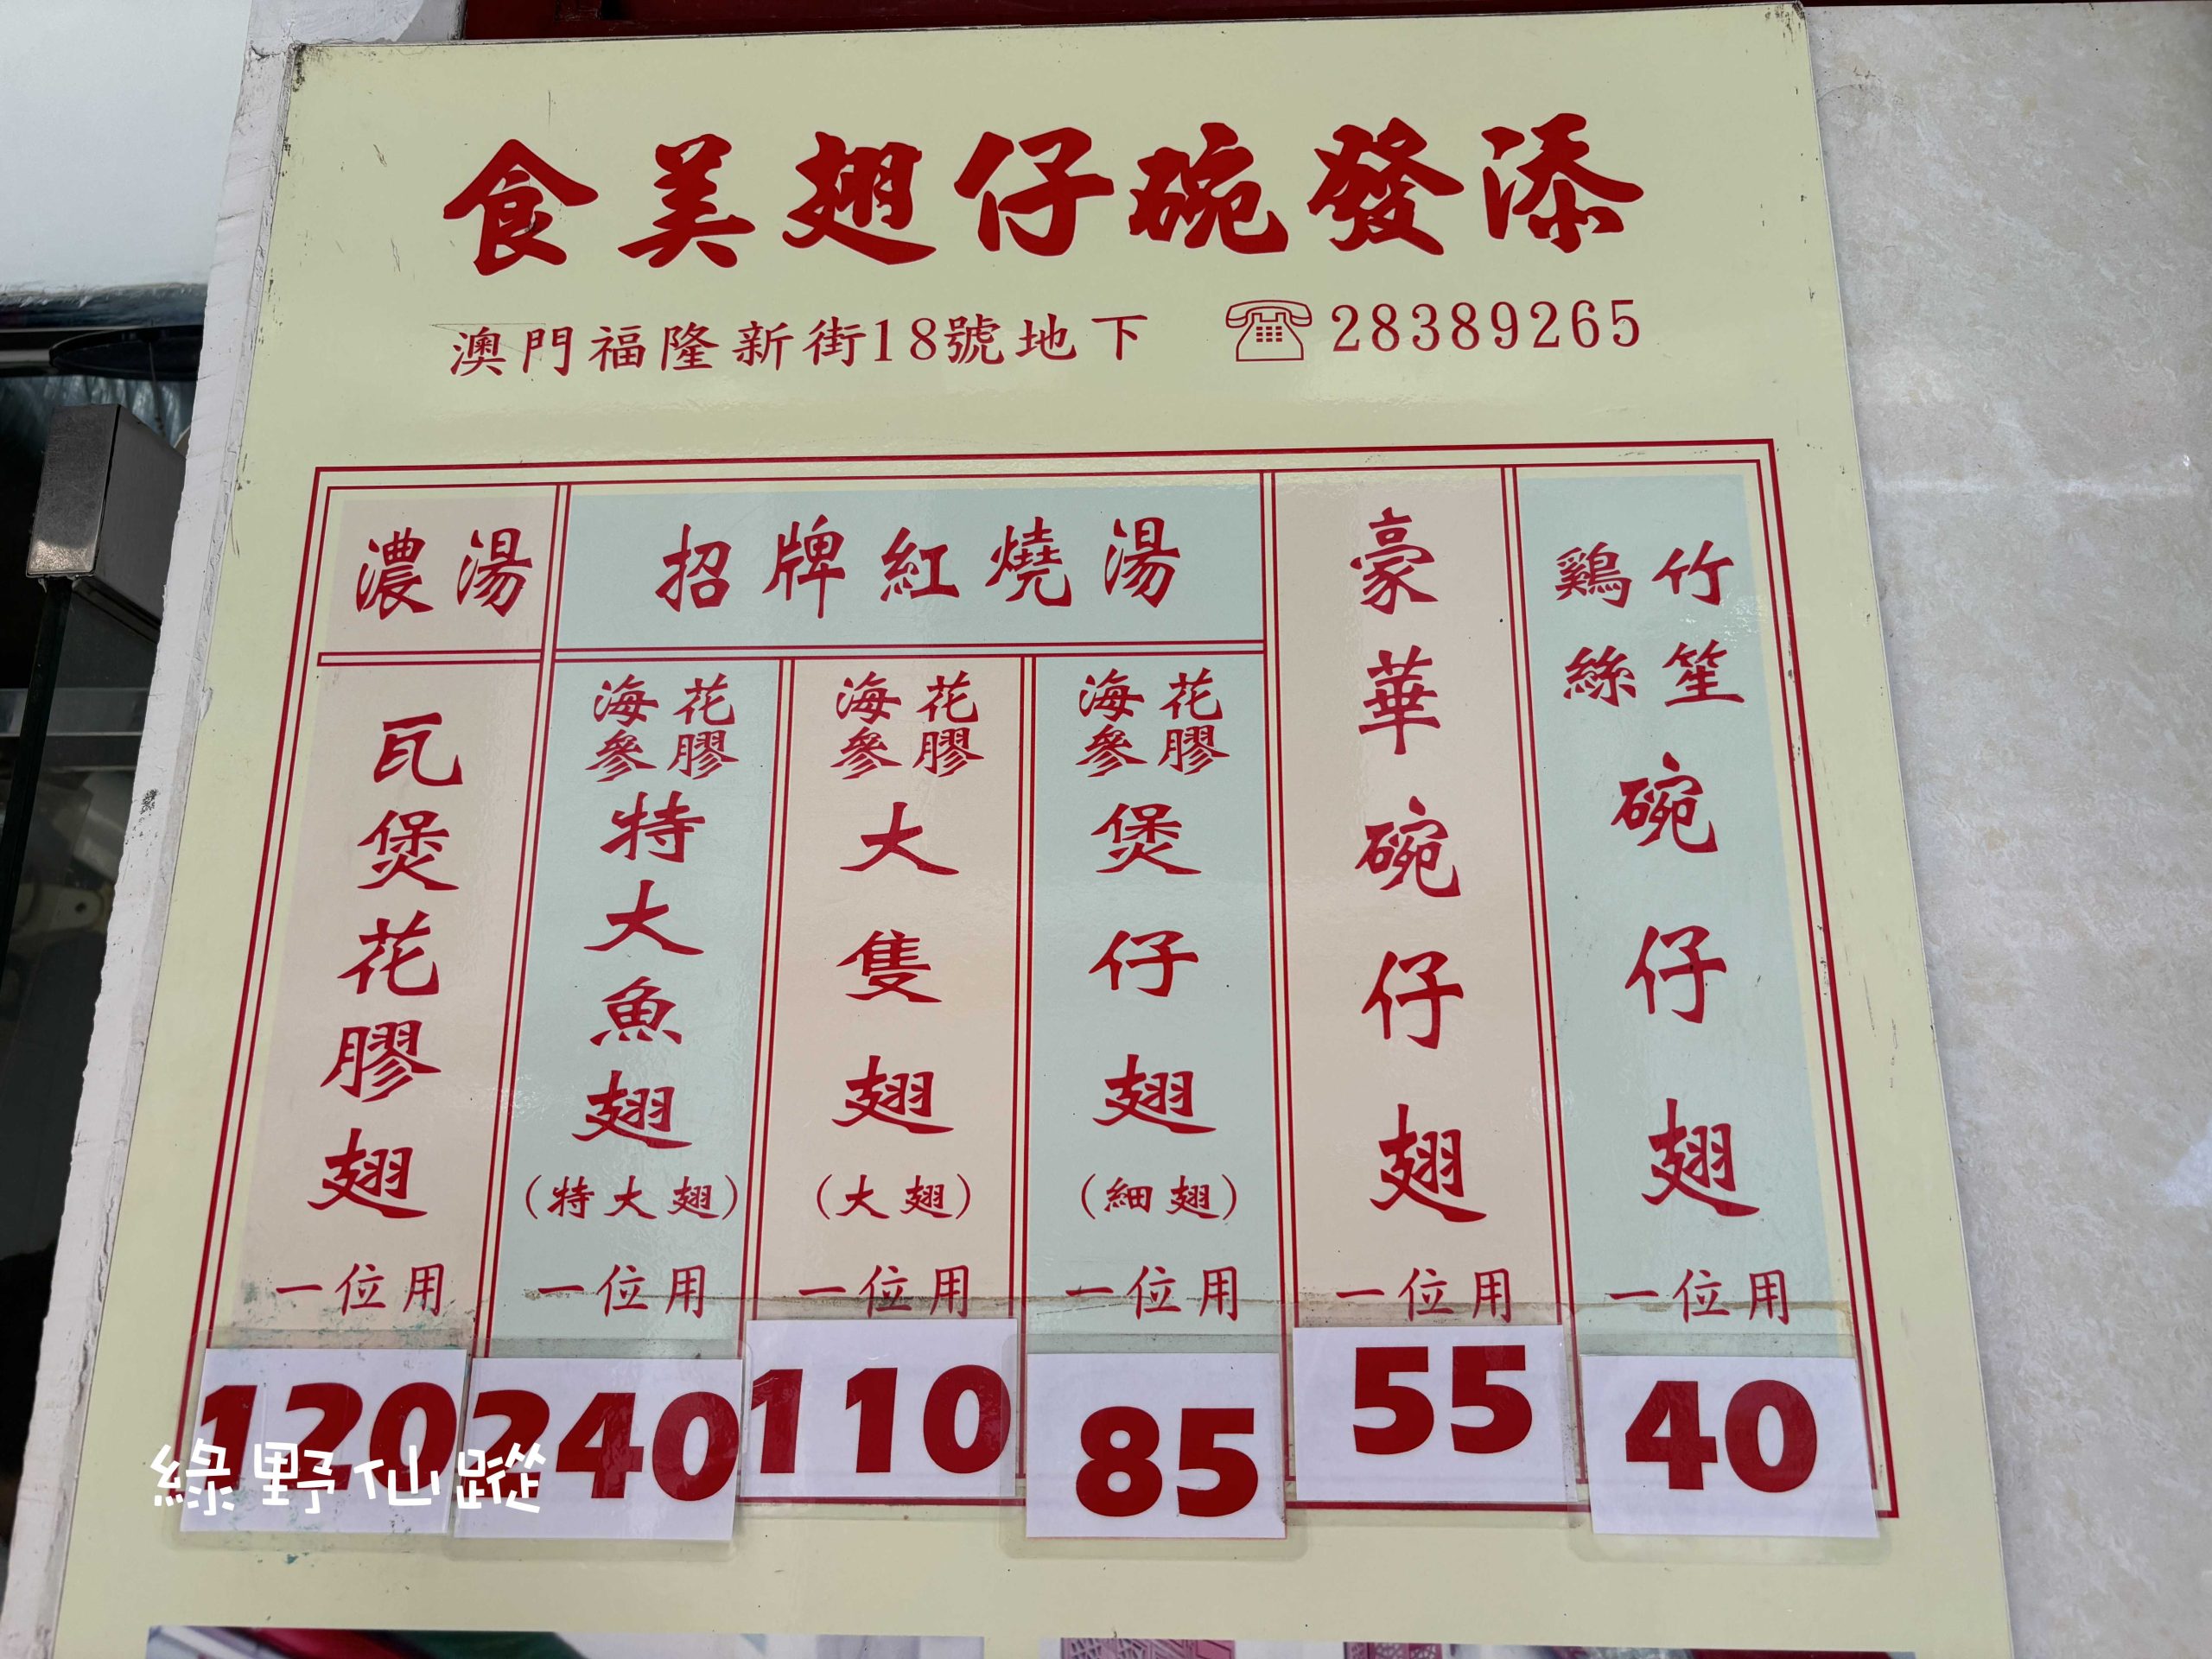 添發碗仔翅美食
澳門福隆新街18號地下 28389265
竹笙鷄絲碗仔翅
一位用
40
豪華碗仔翅
一位用
55
招牌紅燒湯
花膠海參煲仔翅
(細翅)
一位用
85
花膠海參大隻翅
(大翅)
一位用
110
花膠海參特大魚翅
(特大翅)
一位用
240
濃湯
瓦煲花膠翅
一位用
120
綠野仙蹤